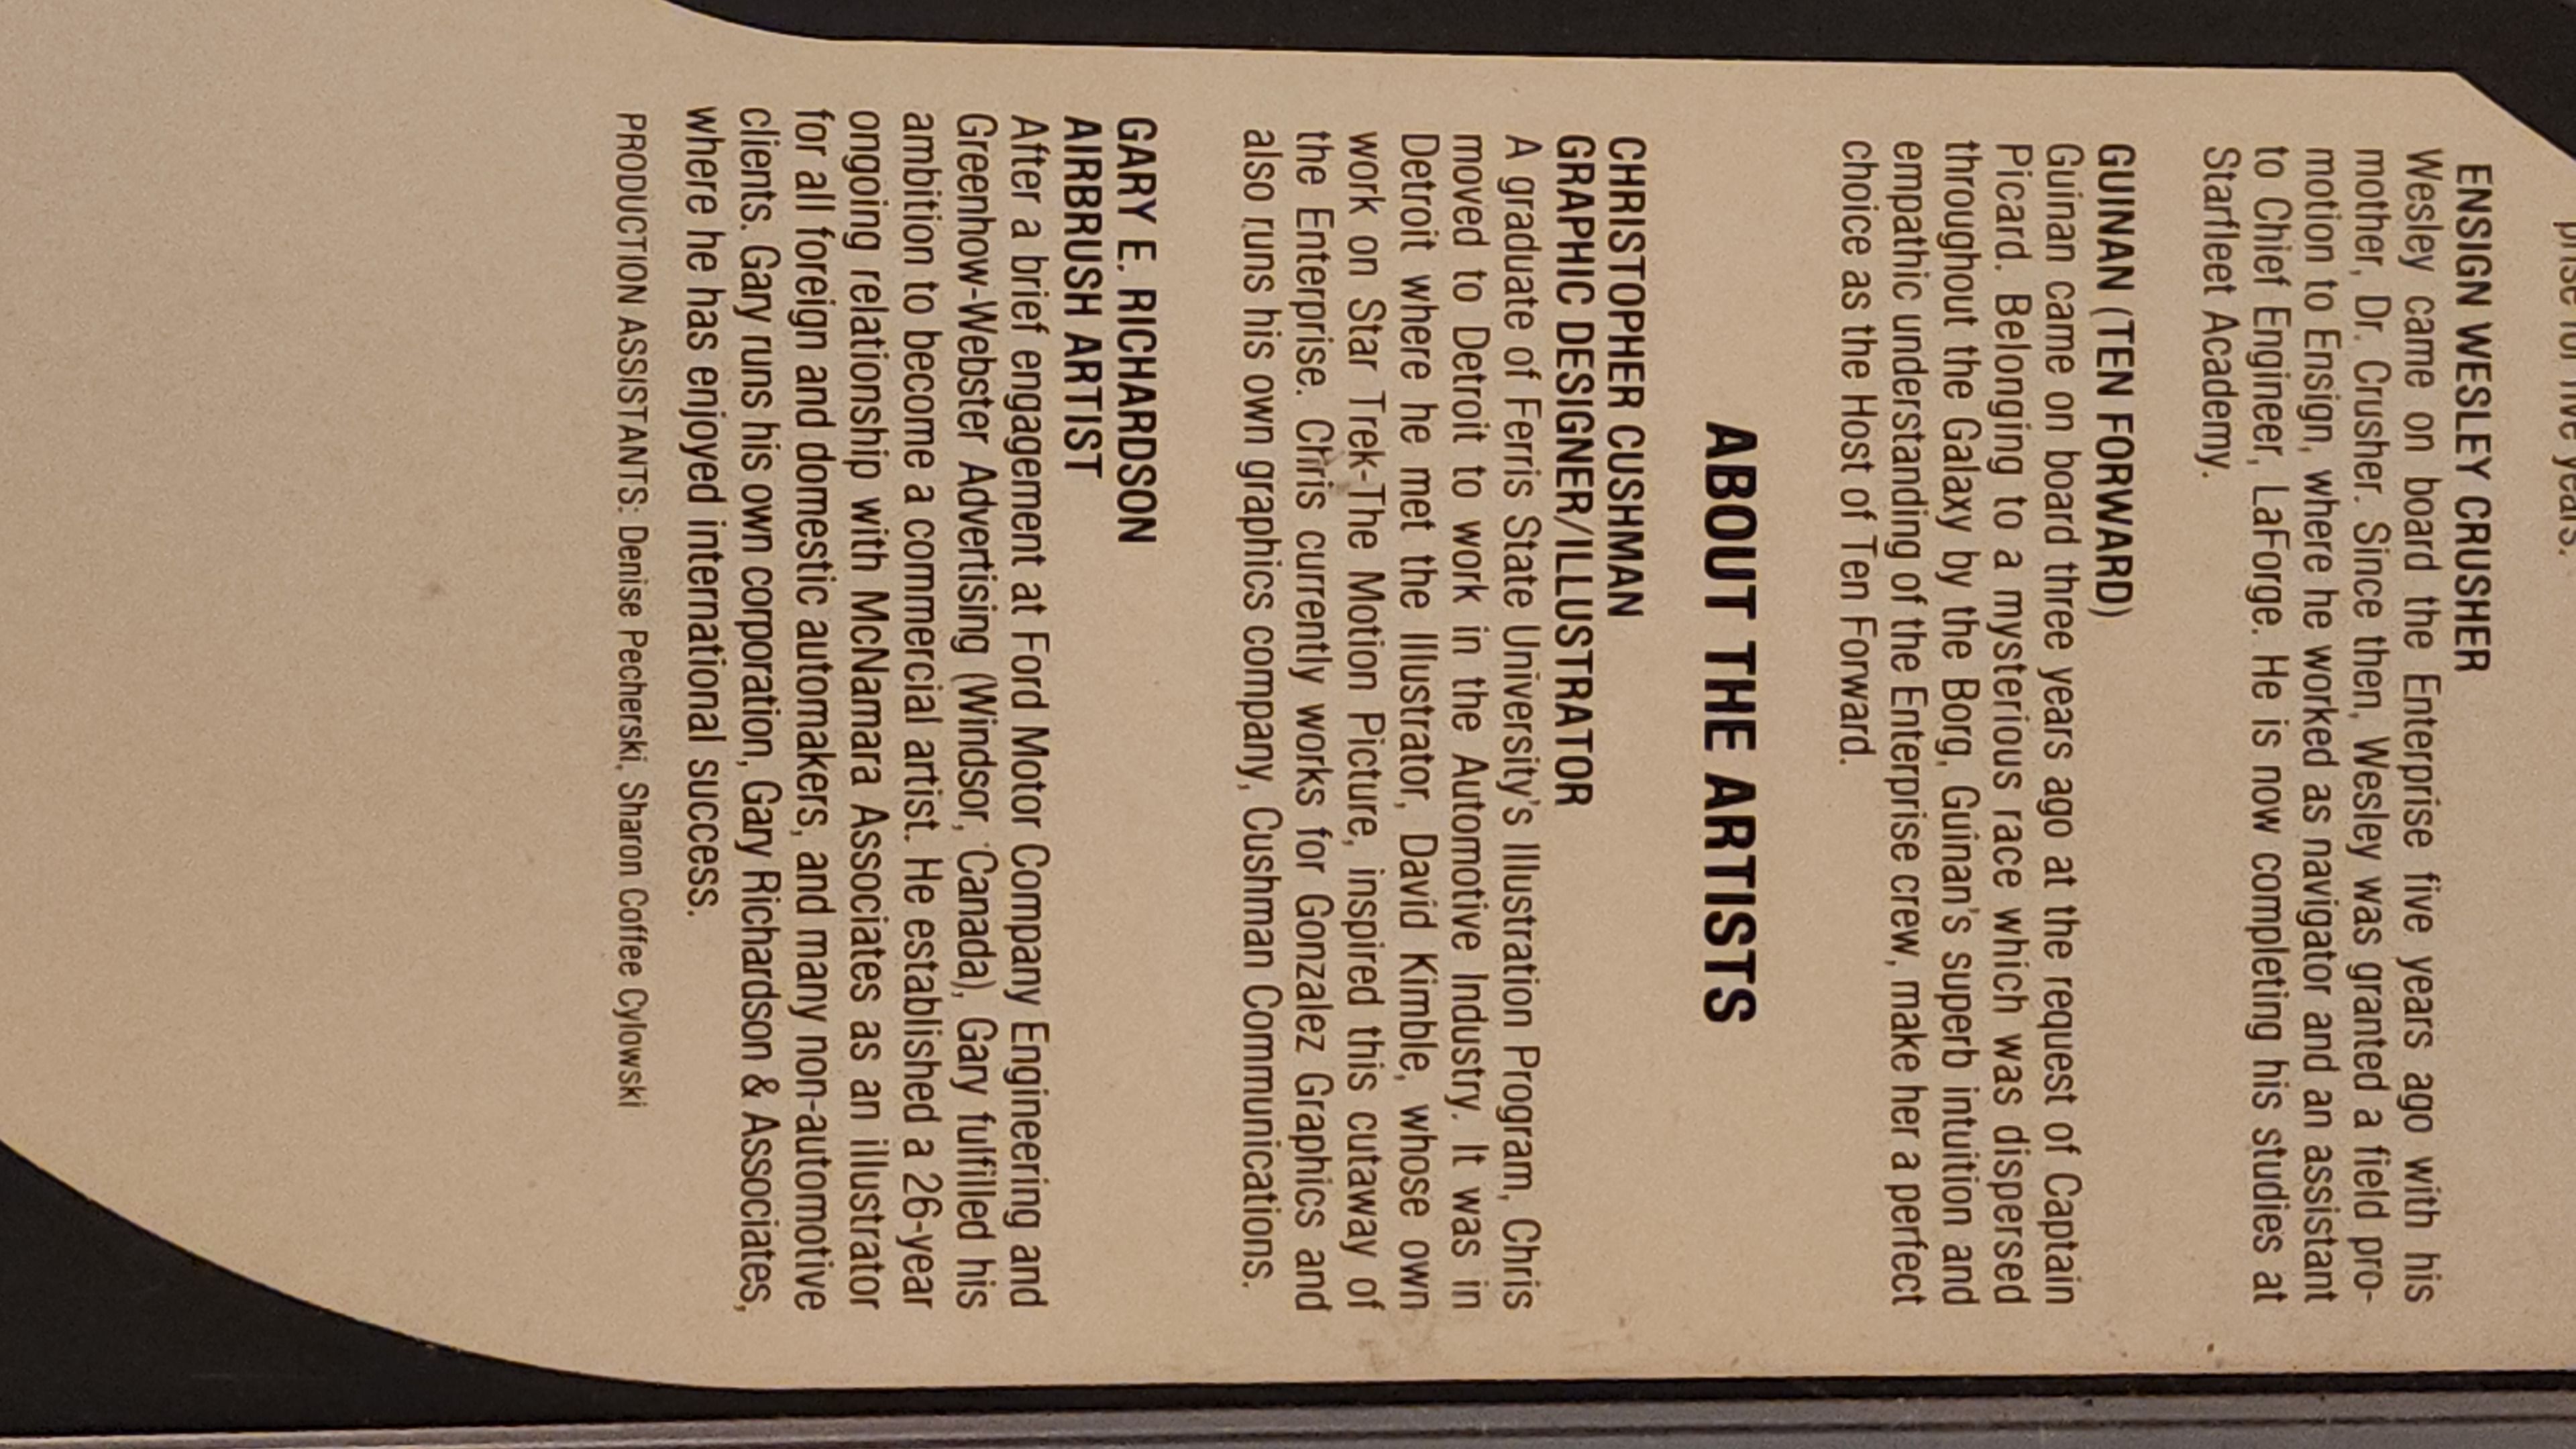 prise for five years.
ENSIGN WESLEY CRUSHER
Wesley came on board the Enterprise five years ago with his
mother, Dr. Crusher. Since then, Wesley was granted a field pro-
motion to Ensign, where he worked as navigator and an assistant
to Chief Engineer, LaForge. He is now completing his studies at
Starfleet Academy.
GUINAN (TEN FORWARD)
Guinan came on board three years ago at the request of Captain
Picard. Belonging to a mysterious race which was dispersed
throughout the Galaxy by the Borg, Guinan's superb intuition and
empathic understanding of the Enterprise crew, make her a perfect
choice as the Host of Ten Forward.
ABOUT THE ARTISTS
CHRISTOPHER CUSHMAN
GRAPHIC DESIGNER/ILLUSTRATOR
A graduate of Ferris State University's Illustration Program, Chris
moved to Detroit to work in the Automotive Industry. It was in
Detroit where he met the Illustrator, David Kimble, whose own
work on Star Trek-The Motion Picture, inspired this cutaway of
the Enterprise. Chris currently works for Gonzalez Graphics and
also runs his own graphics company, Cushman Communications.
GARY E. RICHARDSON
AIRBRUSH ARTIST
After a brief engagement at Ford Motor Company Engineering and
Greenhow-Webster Advertising (Windsor, Canada), Gary fulfilled his
ambition to become a commercial artist. He established a 26-year
ongoing relationship with McNamara Associates as an illustrator
for all foreign and domestic automakers, and many non-automotive
clients. Gary runs his own corporation, Gary Richardson & Associates,
where he has enjoyed international success.
PRODUCTION ASSISTANTS: Denise Pecherski, Sharon Coffee Cylowski